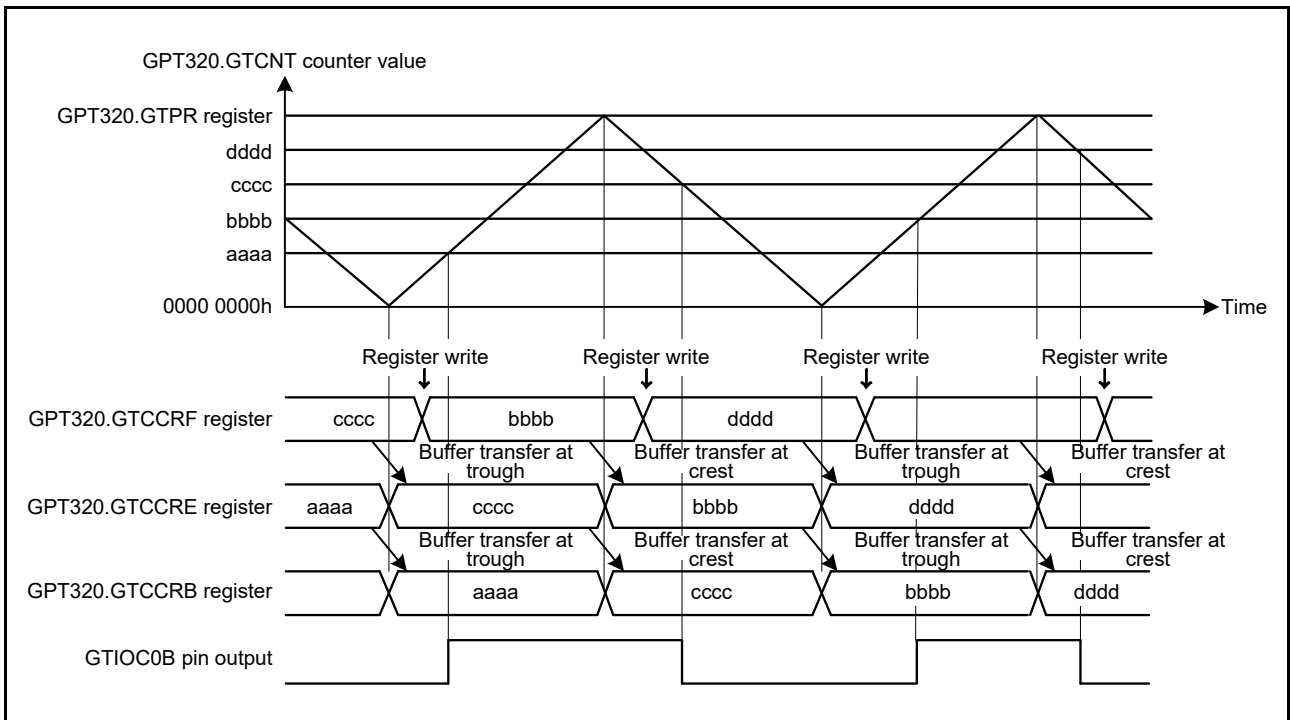 GPT320.GTCNT counter value
GPT320.GTPR register
dddd
cccc
bbbb
aaaa
0000 0000h
Time
Register write Register write Register write Register write
GPT320.GTCCRF register cccc bbbb dddd
Buffer transfer at Buffer transfer at Buffer transfer at Buffer transfer at
trough crest trough crest
GPT320.GTCCRE register aaaa cccc bbbb dddd
Buffer transfer at Buffer transfer at Buffer transfer at Buffer transfer at
trough crest trough crest
GPT320.GTCCRB register aaaa cccc bbbb dddd
GTIOC0B pin output